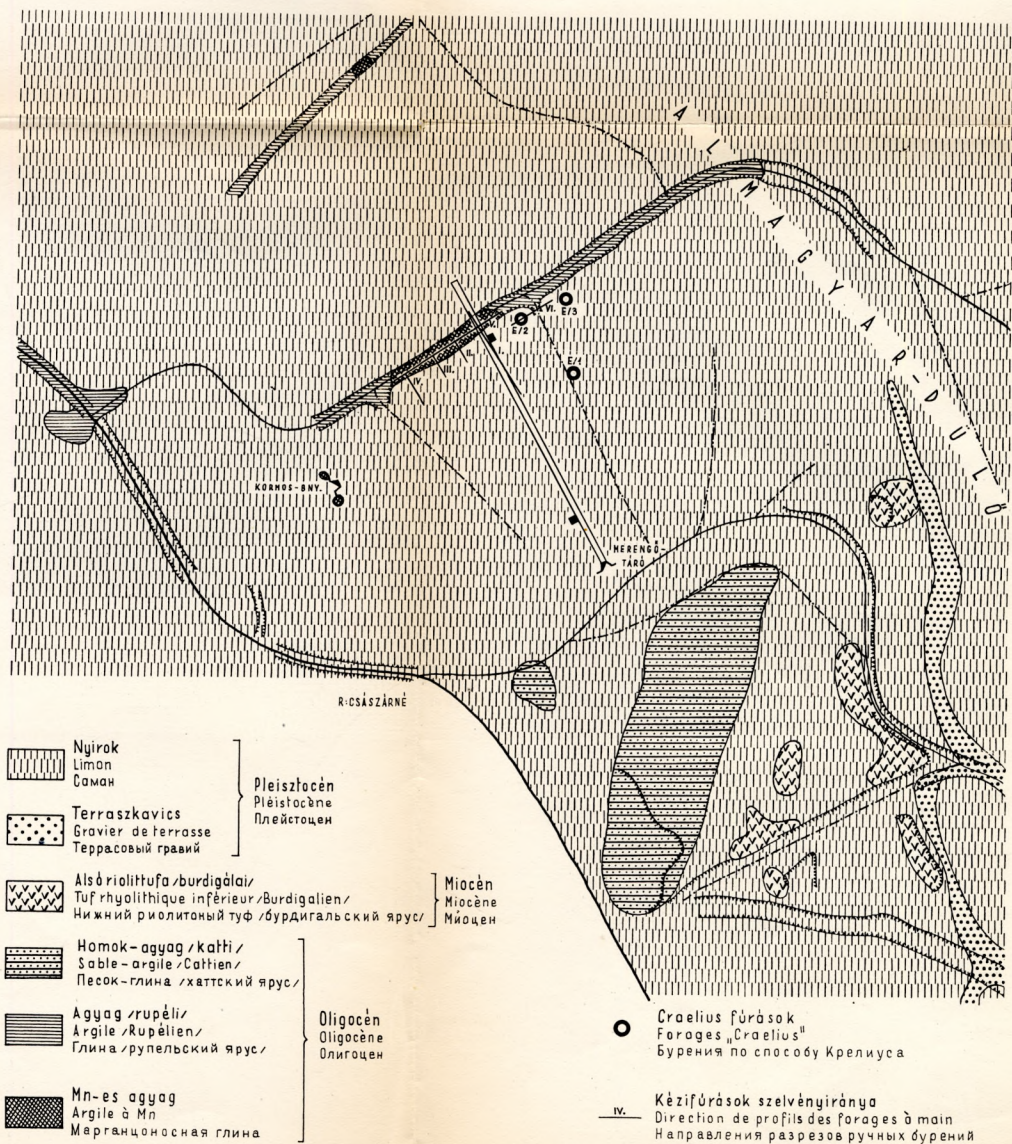 ALMAGYAR-DŰLŐ
VI.
E/3
E/2
V.
II.
III.
IV.
E/1
KORMOS-BNY.
MERENGŐ
TÁRÓ
R:CSÁSZÁRNÉ
Nyirok
Limon
Саман
Pleisztocén
Pléistocène
Плейстоцен
Terraszkavics
Gravier de terrasse
Террасовый гравий
Alsóriolittufa/burdigálai/
Tuf rhyolithique inférieur/Burdigalien/
Нижний риолитоный туф /бурдигальский ярус/
Miocén
Miocène
Миоцен
Homok-agyag/katti/
Sable-argile/Cattien/
Песок-глина /хаттский ярус/
Agyag/rupéli/
Argile/Rupélien/
Глина/рупельский ярус/
Oligocén
Oligocène
Олигоцен
Mn-es agyag
Argile à Mn
Марганцоносная глина
Craelius fúrások
Forages „Craelius"
Бурения по способу Крелиуса
IV.
Kézifúrások szelvényiránya
Direction de profils des forages à main
Направления разрезов ручных бурений